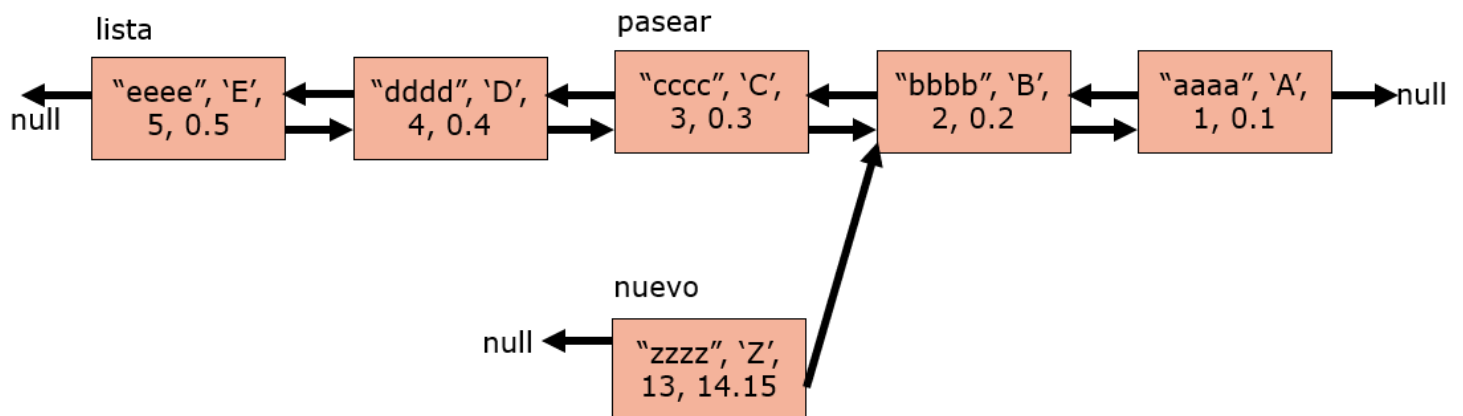 lista
pasear
null
“eeee”, ‘E’,
5, 0.5
“dddd”, ‘D’,
4, 0.4
“cccc”, ‘C’,
3, 0.3
“bbbb”, ‘B’,
2, 0.2
“aaaa”, ‘A’,
1, 0.1
null
nuevo
null
“zzzz”, ‘Z’,
13, 14.15